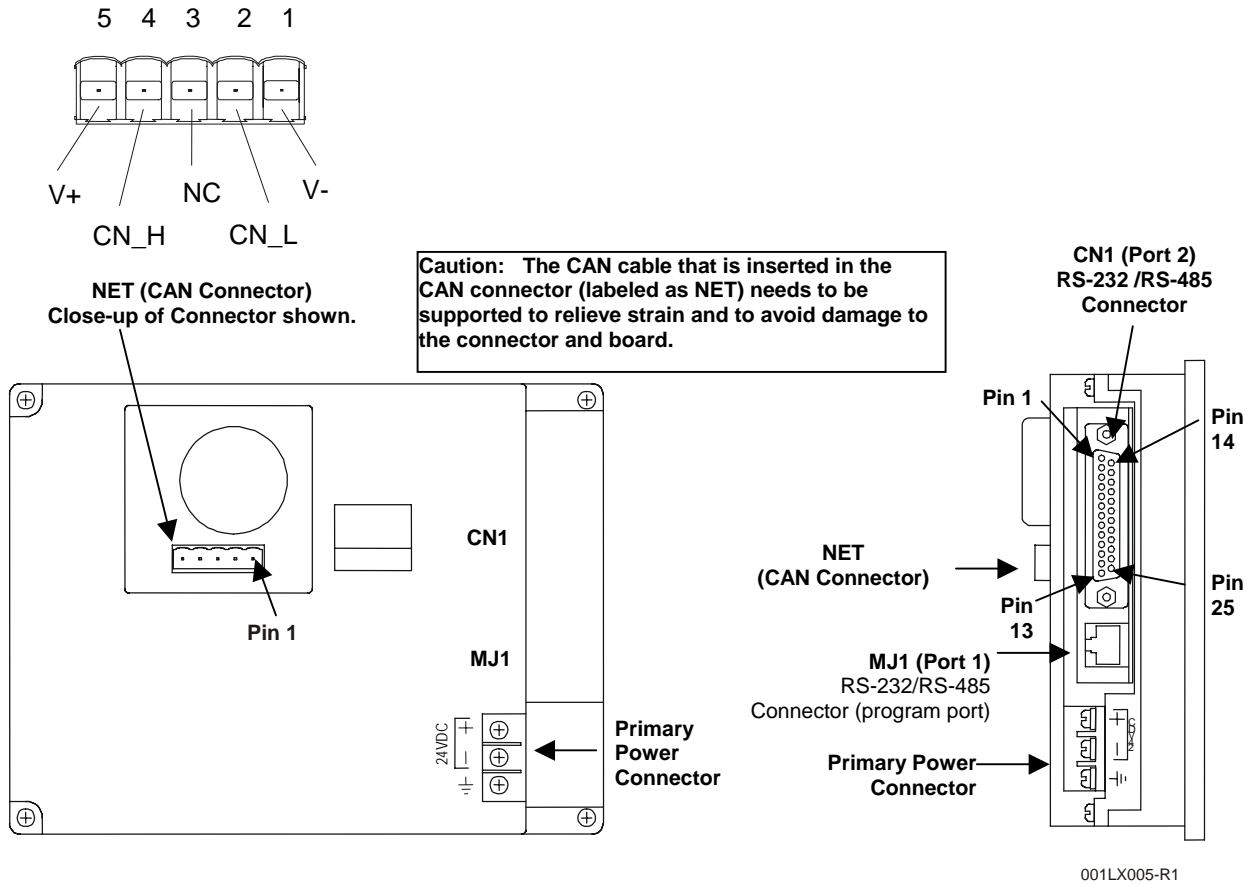 5 4 3 2 1
V+ NC V-
CN_H CN_L
NET (CAN Connector)
Close-up of Connector shown.
Caution: The CAN cable that is inserted in the
CAN connector (labeled as NET) needs to be
supported to relieve strain and to avoid damage to
the connector and board.
CN1
Pin 1
MJ1
24VDC
+
−
Primary
Power
Connector
CN1 (Port 2)
RS-232 /RS-485
Connector
Pin 1
Pin
14
NET
(CAN Connector)
Pin
13
Pin
25
MJ1 (Port 1)
RS-232/RS-485
Connector (program port)
Primary Power
Connector
+
−
001LX005-R1